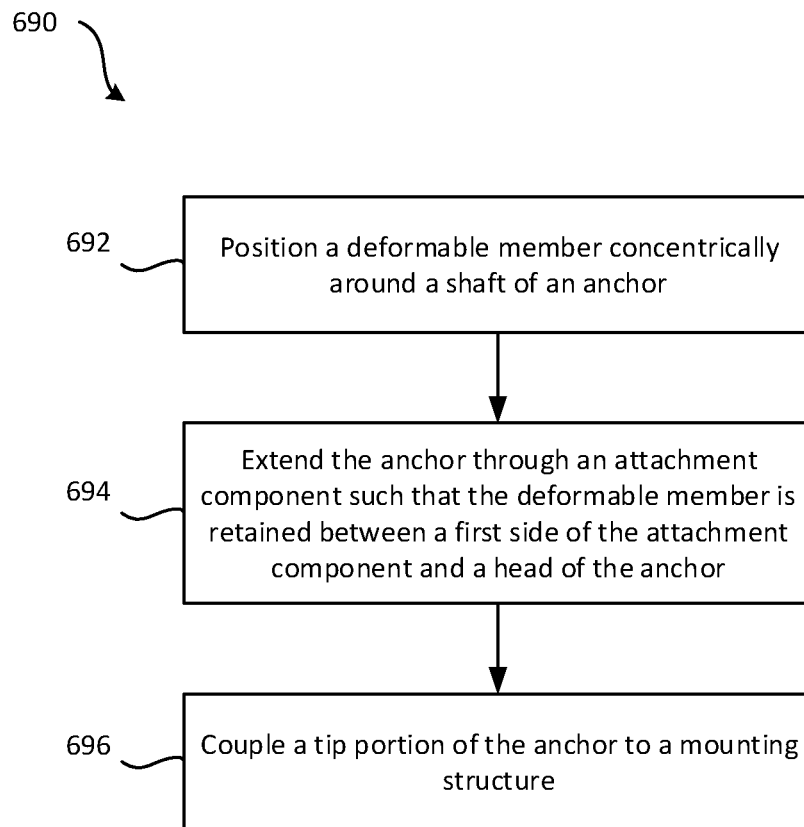 690
692
Position a deformable member concentrically
around a shaft of an anchor
694
Extend the anchor through an attachment
component such that the deformable member is
retained between a first side of the attachment
component and a head of the anchor
696
Couple a tip portion of the anchor to a mounting
structure